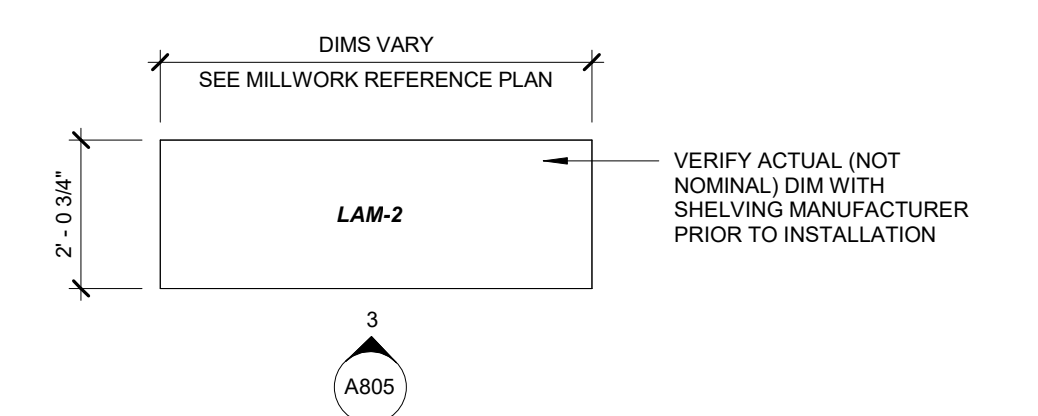 DIMS VARY
SEE MILLWORK REFERENCE PLAN
2' - 0 3/4"
LAM-2
VERIFY ACTUAL (NOT
NOMINAL) DIM WITH
SHELVING MANUFACTURER
PRIOR TO INSTALLATION
3
A805